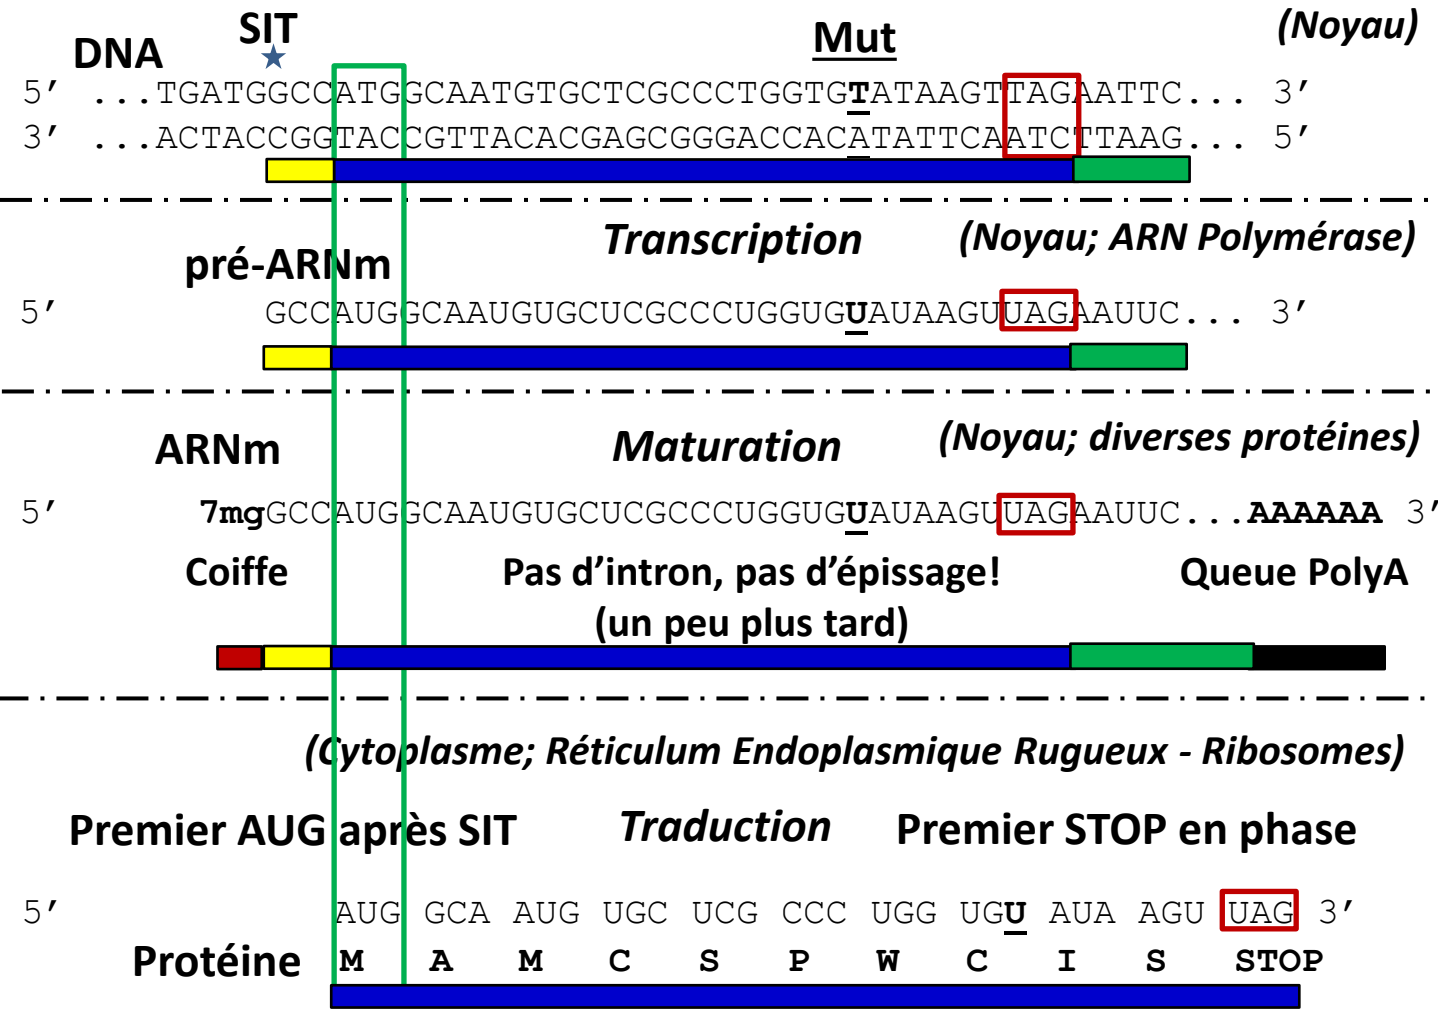 SIT
DNA
Mut
(Noyau)
5’ ...TGATGGCCATGGCAATGTGCTCGCCCTGGTGTATAAGTTAGAATTC... 3’
3’ ...ACTACCGGTACCGTTACACGAGCGGGACCACATATTCAATCTTAAG... 5’
Transcription
(Noyau; ARN Polymérase)
pré-ARNm
5’ GCCAUGGCAAUGUGCUCGCCCUGGUGUAUAAGUUAGAAUUC... 3’
ARNm
Maturation
(Noyau; diverses protéines)
5’ 7mgGCCAUGGCAAUGUGCUCGCCCUGGUGUAUAAGUUAGAAUUC...AAAAAA 3’
Coiffe
Pas d’intron, pas d’épissage!
Queue PolyA
(un peu plus tard)
(Cytoplasme; Réticulum Endoplasmique Rugueux - Ribosomes)
Premier AUG après SIT
Traduction
Premier STOP en phase
5’ AUG GCA AUG UGC UCG CCC UGG UGU AUA AGU UAG 3’
Protéine M A M C S P W C I S STOP